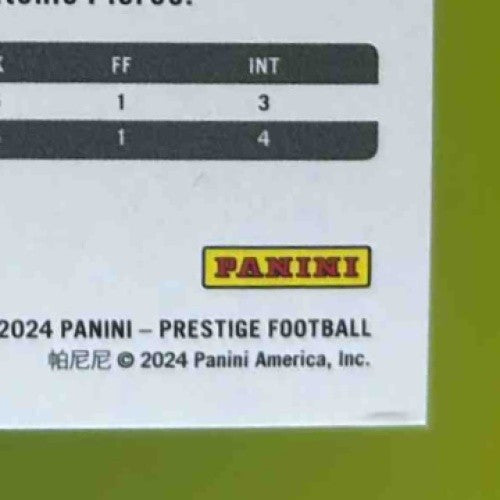 FF INT
1 3
1 4
PANINI
2024 PANINI – PRESTIGE FOOTBALL
帕尼尼 © 2024 Panini America, Inc.